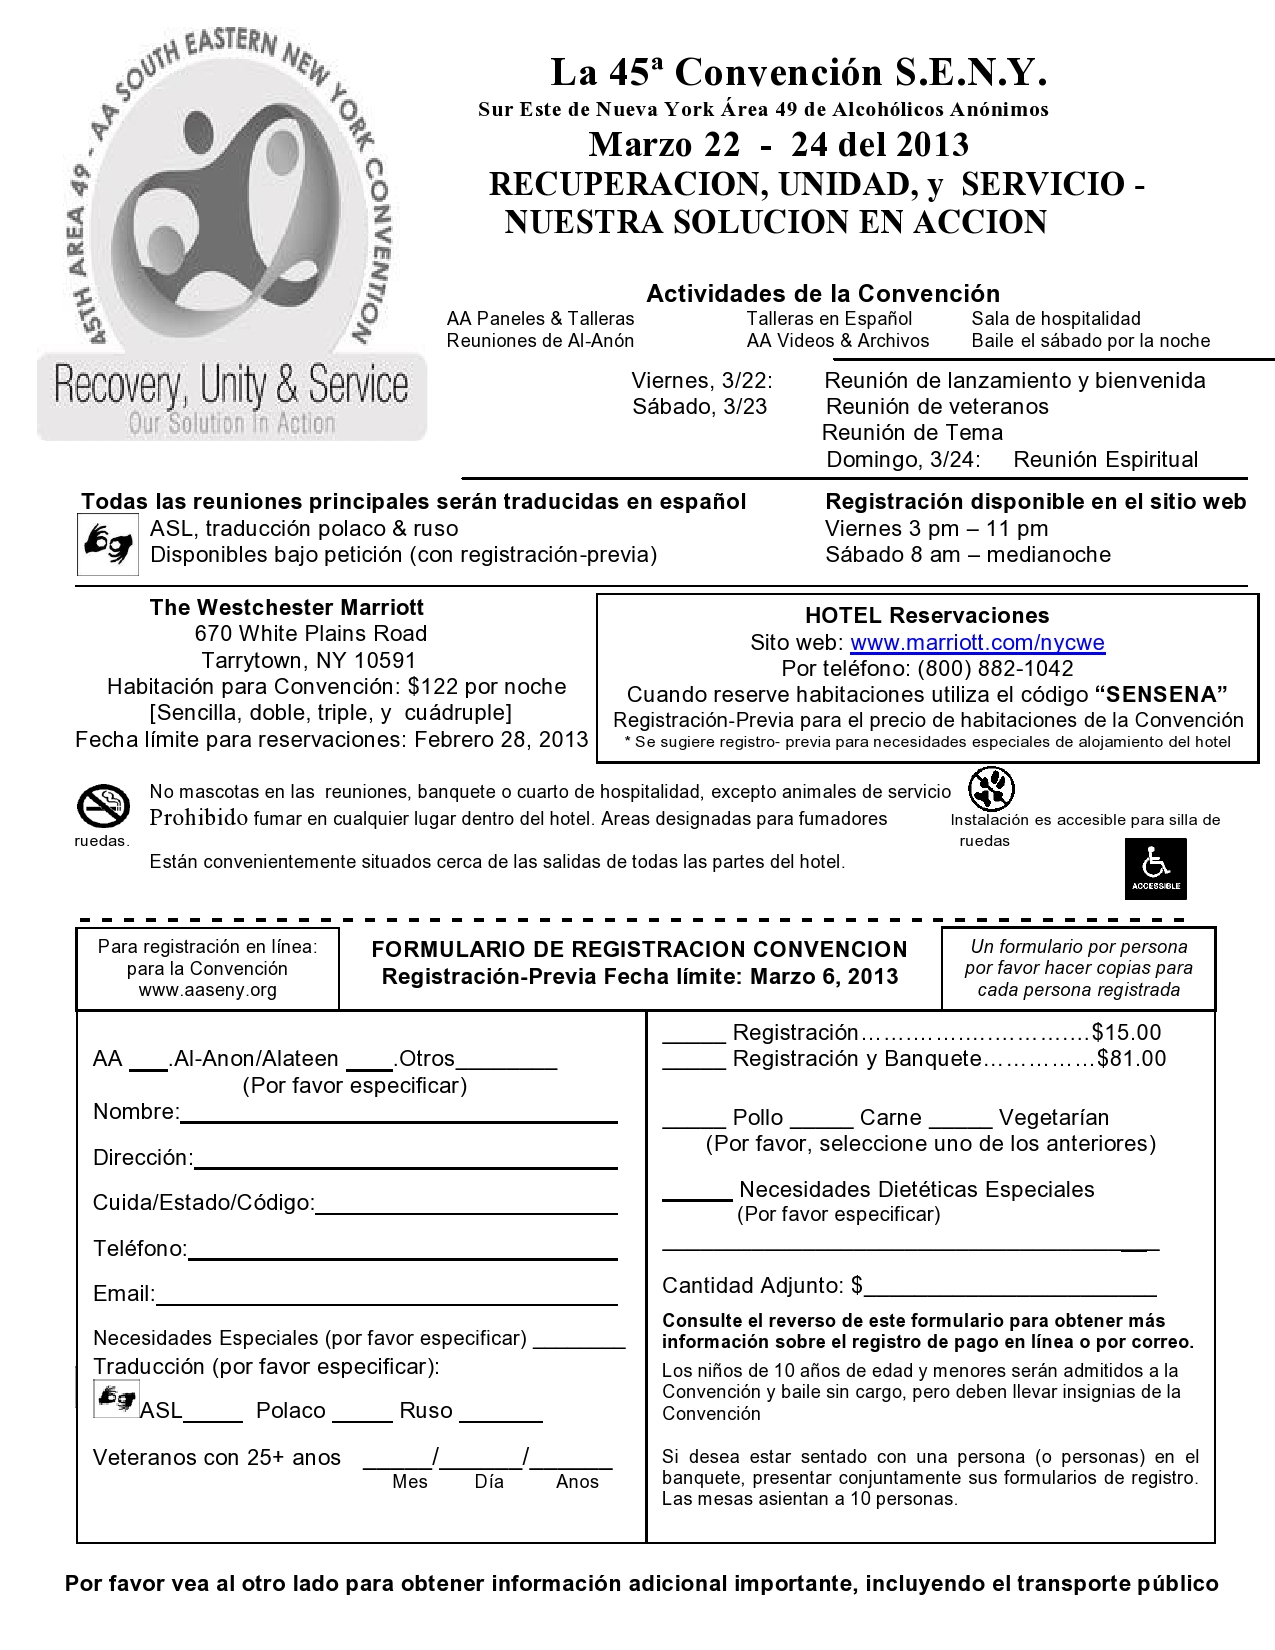 45TH AREA 49 - AA SOUTH EASTERN NEW YORK CONVENTION
Recovery, Unity & Service
Our Solution In Action
La 45ª Convención S.E.N.Y.
Sur Este de Nueva York Área 49 de Alcohólicos Anónimos
Marzo 22 - 24 del 2013
RECUPERACION, UNIDAD, y SERVICIO -
NUESTRA SOLUCION EN ACCION
Actividades de la Convención
AA Paneles & Talleras Talleras en Español Sala de hospitalidad
Reuniones de Al-Anón AA Videos & Archivos Baile el sábado por la noche
Viernes, 3/22: Reunión de lanzamiento y bienvenida
Sábado, 3/23 Reunión de veteranos
Reunión de Tema
Domingo, 3/24: Reunión Espiritual
Todas las reuniones principales serán traducidas en español
ASL, traducción polaco & ruso
Disponibles bajo petición (con registración-previa)
Registración disponible en el sitio web
Viernes 3 pm – 11 pm
Sábado 8 am – medianoche
The Westchester Marriott
670 White Plains Road
Tarrytown, NY 10591
Habitación para Convención: $122 por noche
[Sencilla, doble, triple, y cuádruple]
Fecha límite para reservaciones: Febrero 28, 2013
HOTEL Reservaciones
Sito web: www.marriott.com/nycwe
Por teléfono: (800) 882-1042
Cuando reserve habitaciones utiliza el código “SENSENA”
Registración-Previa para el precio de habitaciones de la Convención
* Se sugiere registro- previa para necesidades especiales de alojamiento del hotel
No mascotas en las reuniones, banquete o cuarto de hospitalidad, excepto animales de servicio
Prohibido fumar en cualquier lugar dentro del hotel. Areas designadas para fumadores Instalación es accesible para silla de
ruedas. ruedas
Están convenientemente situados cerca de las salidas de todas las partes del hotel.
ACCESSIBLE
Para registración en línea:
para la Convención
www.aaseny.org
FORMULARIO DE REGISTRACION CONVENCION
Registración-Previa Fecha límite: Marzo 6, 2013
Un formulario por persona
por favor hacer copias para
cada persona registrada
AA ___.Al-Anon/Alateen ____.Otros________
(Por favor especificar)
Nombre:____________________
Dirección:____________________
Cuida/Estado/Código:____________________
Teléfono:____________________
Email:____________________
Necesidades Especiales (por favor especificar) ________
Traducción (por favor especificar):
ASL_____ Polaco _____ Ruso _______
Veteranos con 25+ anos _____/______/______
Mes Día Anos
_____ Registración……………………….…$15.00
_____ Registración y Banquete……………$81.00
_____ Pollo _____ Carne _____ Vegetarían
(Por favor, seleccione uno de los anteriores)
______ Necesidades Dietéticas Especiales
(Por favor especificar)
________________________________________
Cantidad Adjunto: $________________________
Consulte el reverso de este formulario para obtener más
información sobre el registro de pago en línea o por correo.
Los niños de 10 años de edad y menores serán admitidos a la
Convención y baile sin cargo, pero deben llevar insignias de la
Convención
Si desea estar sentado con una persona (o personas) en el
banquete, presentar conjuntamente sus formularios de registro.
Las mesas asientan a 10 personas.
Por favor vea al otro lado para obtener información adicional importante, incluyendo el transporte público